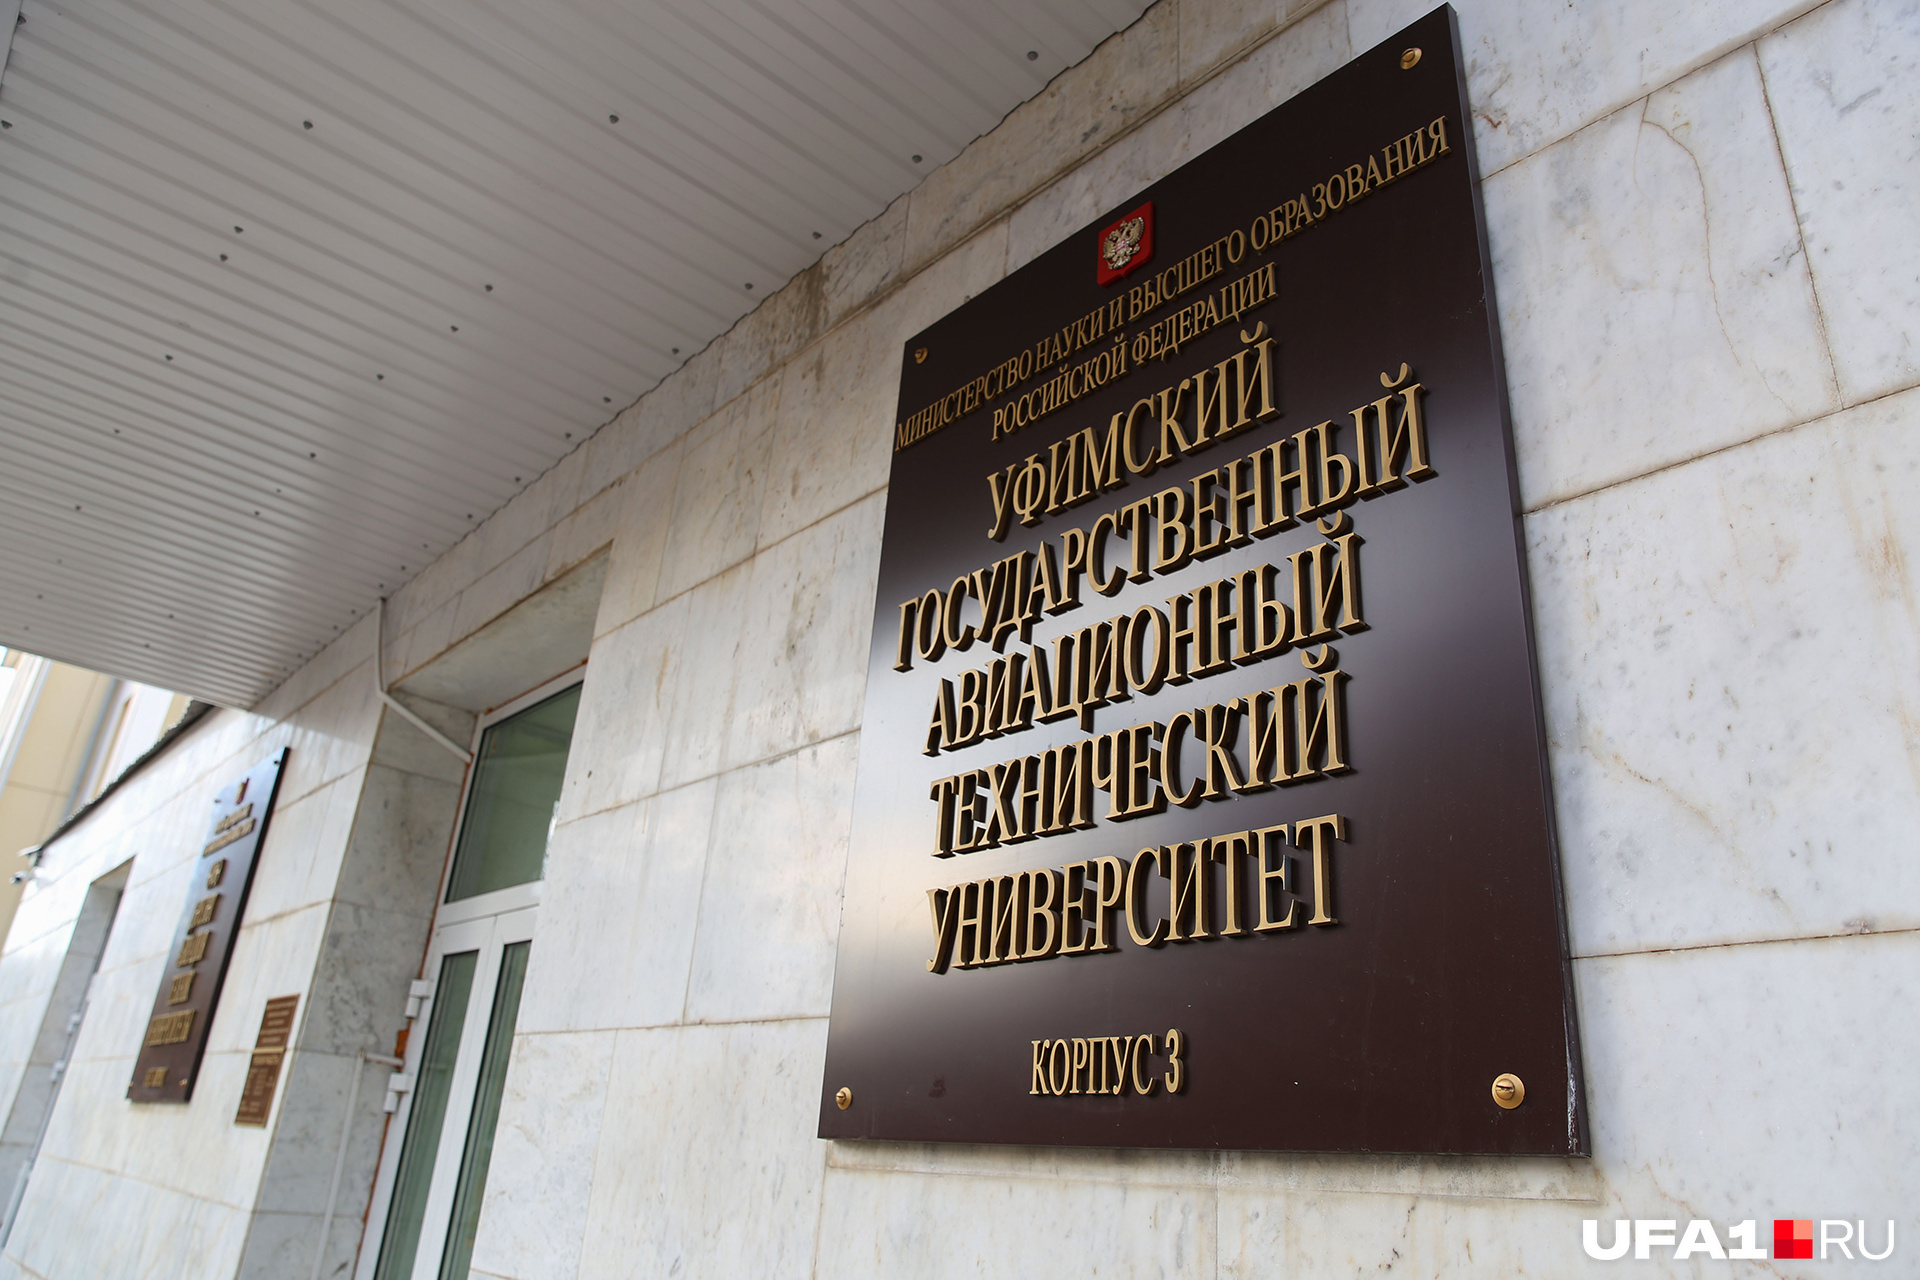 МИНИСТЕРСТВО НАУКИ И ВЫСШЕГО ОБРАЗОВАНИЯ
РОССИЙСКОЙ ФЕДЕРАЦИИ
УФИМСКИЙ
ГОСУДАРСТВЕННЫЙ
АВИАЦИОННЫЙ
ТЕХНИЧЕСКИЙ
УНИВЕРСИТЕТ
КОРПУС 3
UFA1.RU